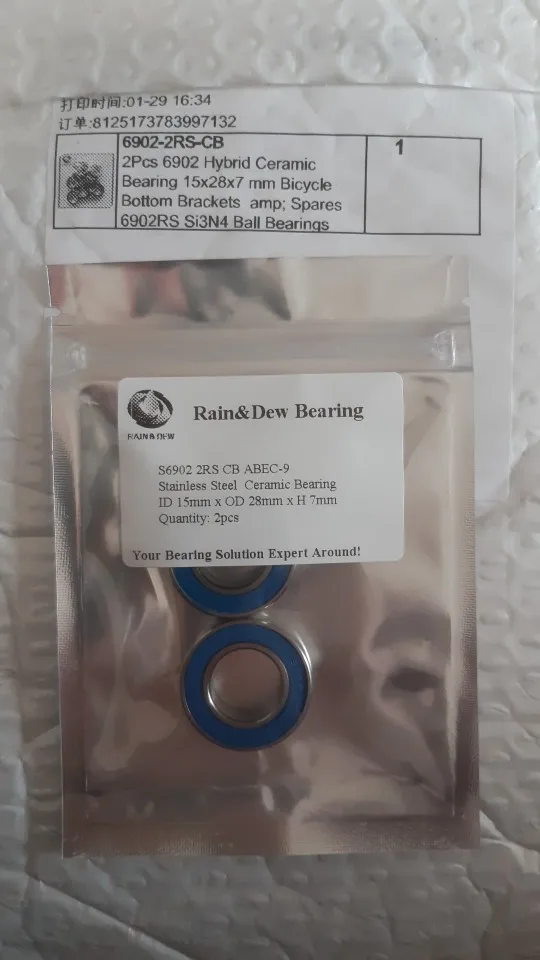 打印时间:01-29 16:34
订单:8125173783997132
6902-2RS-CB
1
2Pcs 6902 Hybrid Ceramic
Bearing 15x28x7 mm Bicycle
Bottom Brackets amp; Spares
6902RS Si3N4 Ball Bearings
Rain&Dew Bearing
RAIN & DEW
S6902 2RS CB ABEC-9
Stainless Steel Ceramic Bearing
ID 15mm x OD 28mm x H 7mm
Quantity: 2pcs
Your Bearing Solution Expert Around!